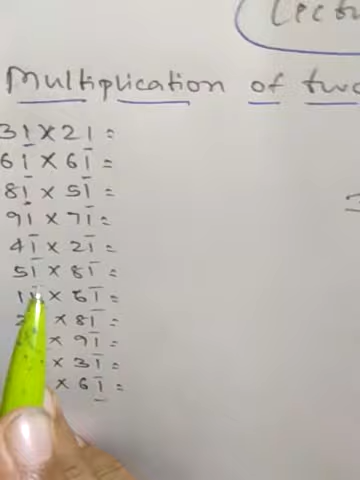 Lectu
Multiplication of two
31 × 21 =
61 × 61 =
81 × 51 =
91 × 71 =
41 × 21 =
51 × 81 =
× 61 =
× 81 =
× 91 =
× 31 =
× 61 =